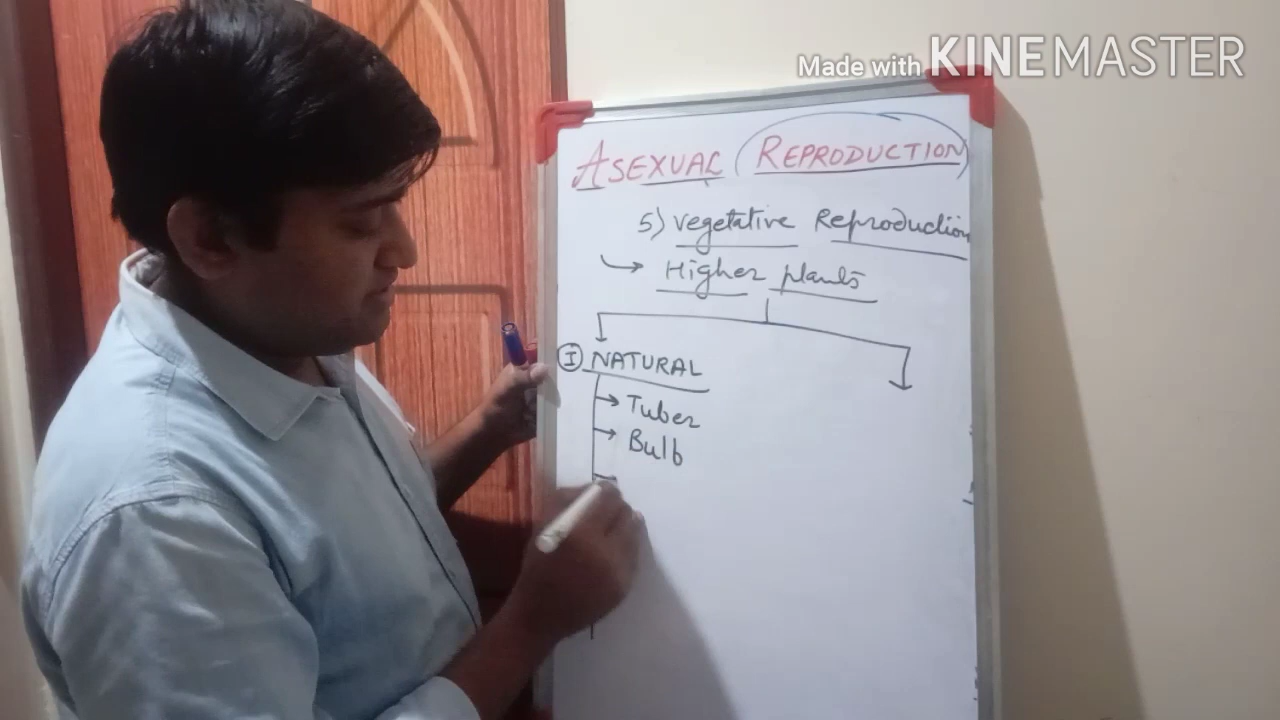 Made with KINEMASTER
ASEXUAL (REPRODUCTION)
5) Vegetative Reproduction
Higher plants
I NATURAL
Tuber
Bulb